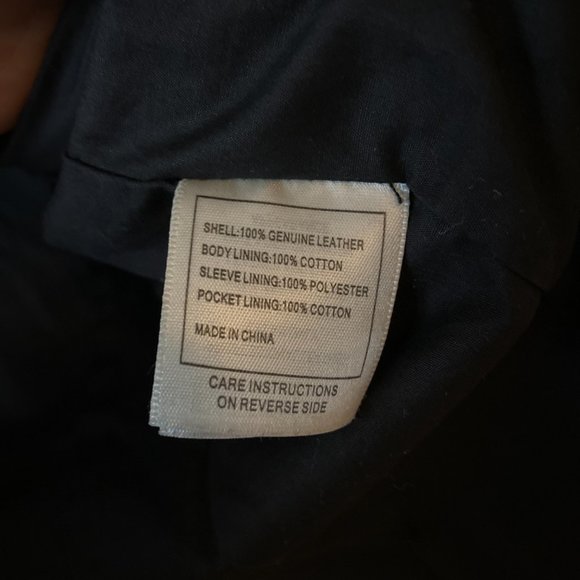 SHELL:100% GENUINE LEATHER
BODY LINING:100% COTTON
SLEEVE LINING:100% POLYESTER
POCKET LINING:100% COTTON
MADE IN CHINA
CARE INSTRUCTIONS
ON REVERSE SIDE